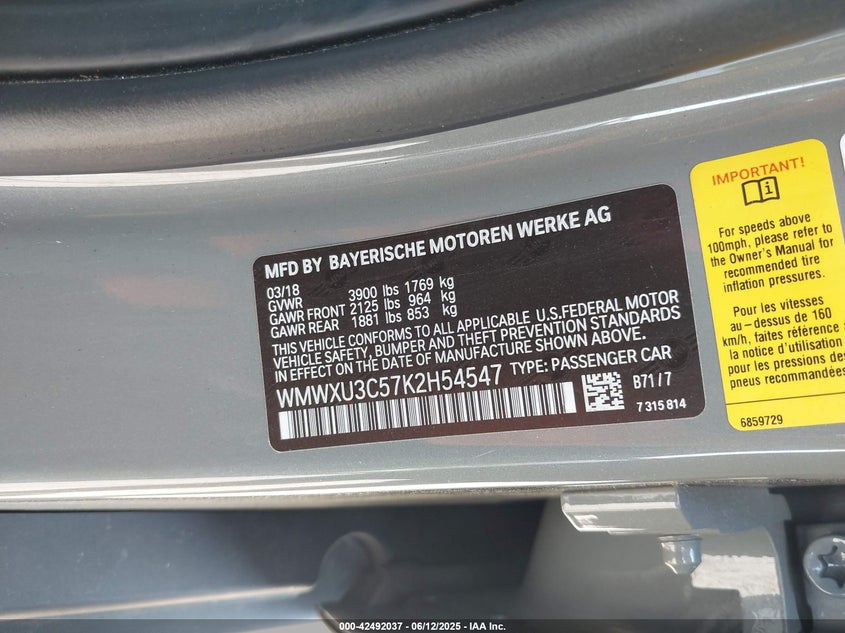 MFD BY BAYERISCHE MOTOREN WERKE AG
03/18
GVWR 3900 lbs 1769 kg
GAWR FRONT 2125 lbs 964 kg
GAWR REAR 1881 lbs 853 kg
THIS VEHICLE CONFORMS TO ALL APPLICABLE U.S.FEDERAL MOTOR
VEHICLE SAFETY, BUMPER AND THEFT PREVENTION STANDARDS
IN EFFECT ON THE DATE OF MANUFACTURE SHOWN ABOVE.
WMWXU3C57K2H54547 TYPE: PASSENGER CAR
B71 / 7
7 315 814
IMPORTANT!
For speeds above
100mph, please refer to
the Owner's Manual for
recommended tire
inflation pressures.
Pour les vitesses
au-dessus de 160
km/h, faites référence à
la notice d'utilisation
pour les pressions des
pneus recommandées.
6859729
000-42492037 - 06/12/2025 - IAA Inc.